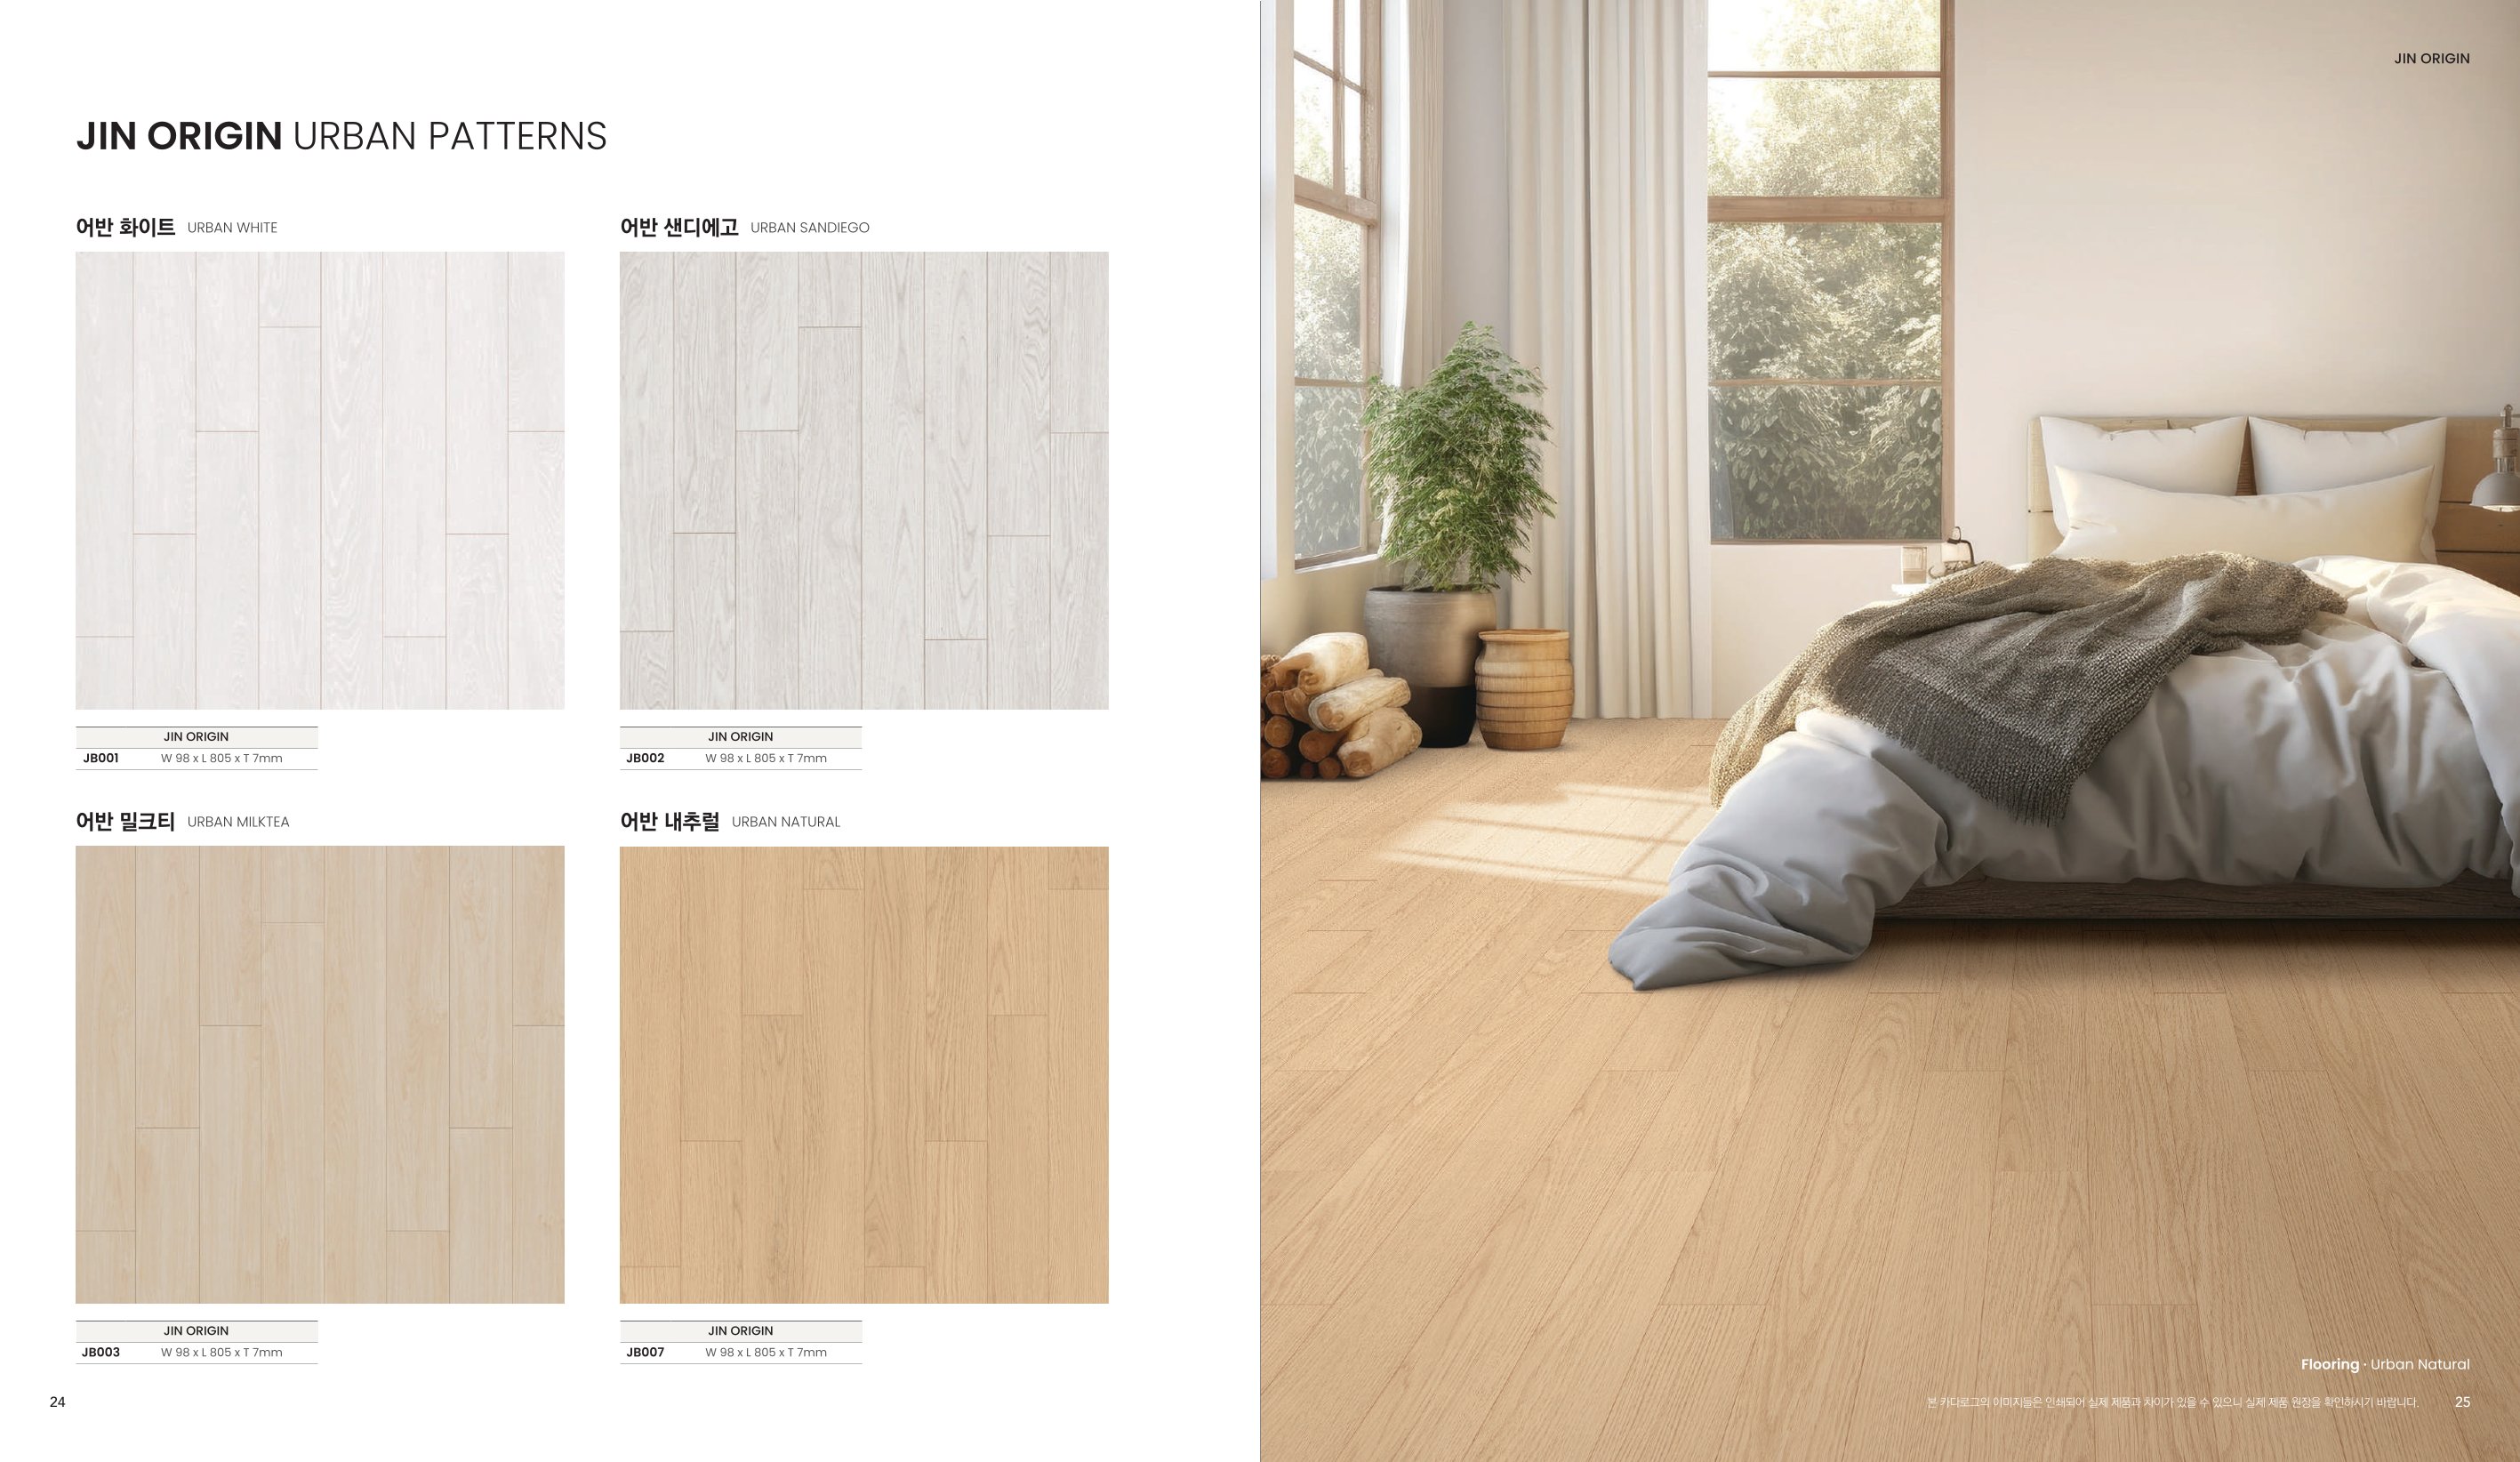 JIN ORIGIN URBAN PATTERNS
어반 화이트 URBAN WHITE
JIN ORIGIN
JB001 W 98 x L 805 x T 7mm
어반 샌디에고 URBAN SANDIEGO
JIN ORIGIN
JB002 W 98 x L 805 x T 7mm
어반 밀크티 URBAN MILKTEA
JIN ORIGIN
JB003 W 98 x L 805 x T 7mm
어반 내추럴 URBAN NATURAL
JIN ORIGIN
JB007 W 98 x L 805 x T 7mm
24
JIN ORIGIN
Flooring · Urban Natural
본 카다로그의 이미지들은 인쇄되어 실제 제품과 차이가 있을 수 있으니 실제 제품 원장을 확인하시기 바랍니다. 25